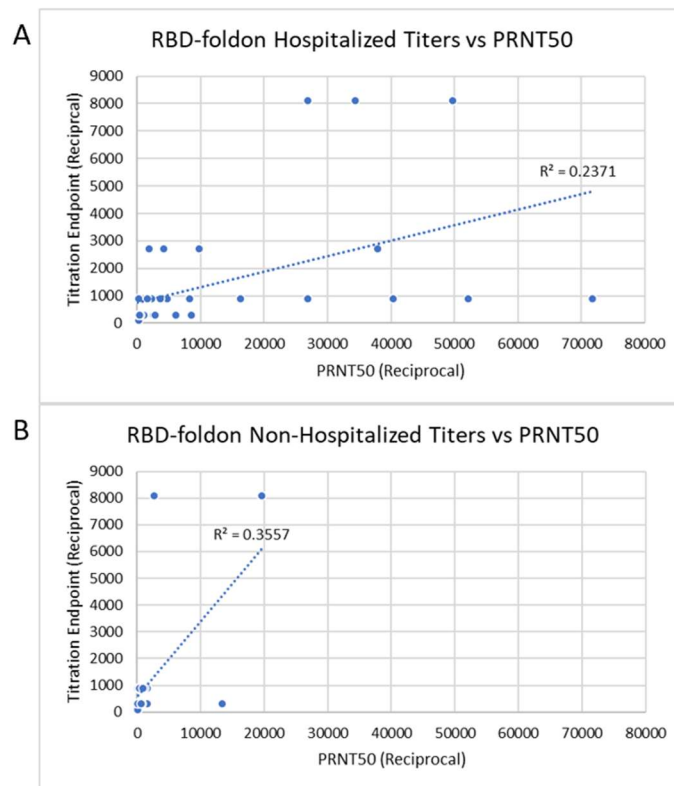 A
RBD-foldon Hospitalized Titers vs PRNT50
9000
8000
7000
6000
5000
4000
3000
2000
1000
0
Titration Endpoint (Reciprcal)
R² = 0.2371
0 10000 20000 30000 40000 50000 60000 70000 80000
PRNT50 (Reciprocal)
B
RBD-foldon Non-Hospitalized Titers vs PRNT50
9000
8000
7000
6000
5000
4000
3000
2000
1000
0
Titration Endpoint (Reciprocal)
R² = 0.3557
0 10000 20000 30000 40000 50000 60000 70000 80000
PRNT50 (Reciprocal)